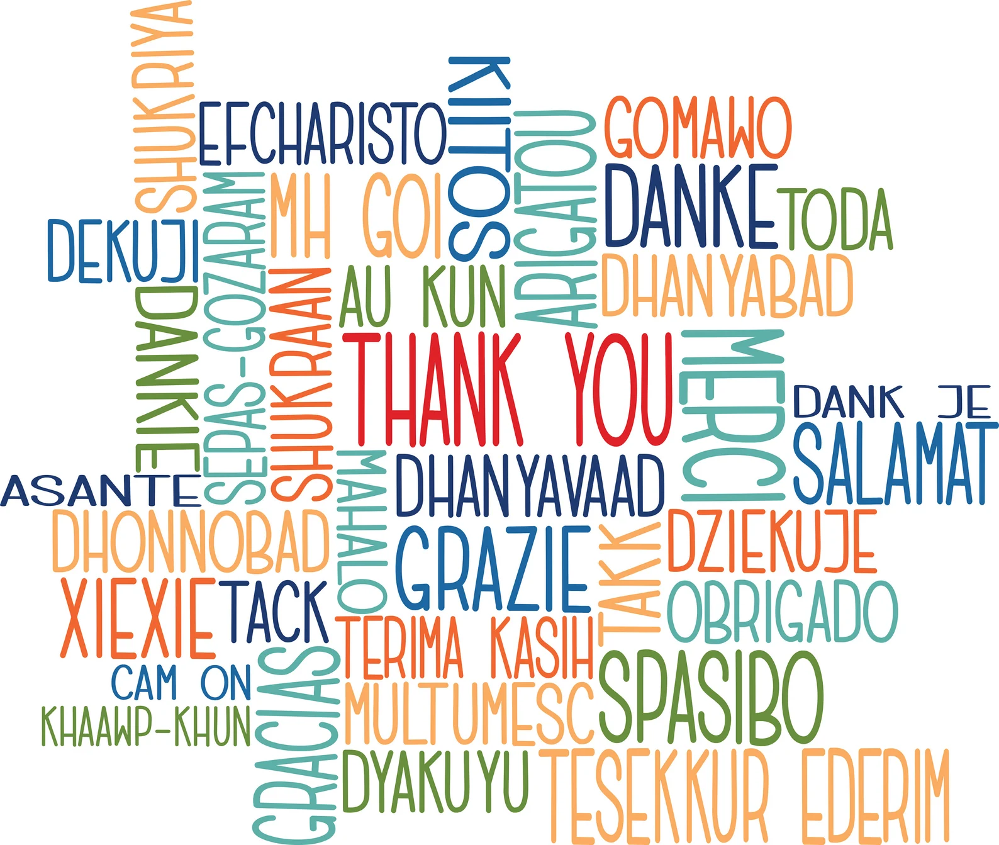 SHUKRIYA
EFCHARISTO
KIITOS
ARIGATOU
GOMAWO
DANKE
TODA
DEKUJI
SEPAS-GOZARAM
MH GOI
DHANYABAD
AU KUN
DANKIE
SHUKRAAN
THANK YOU
MERCI
DANK JE
SALAMAT
ASANTE
MAHALO
DHANYAVAAD
DHONNOBAD
GRAZIE
TAKK
DZIEKUJE
XIEXIE
TACK
OBRIGADO
TERIMA KASIH
CAM ON
GRACIAS
SPASIBO
MULTUMESC
KHAAWP-KHUN
DYAKUYU
TESEKKUR EDERIM